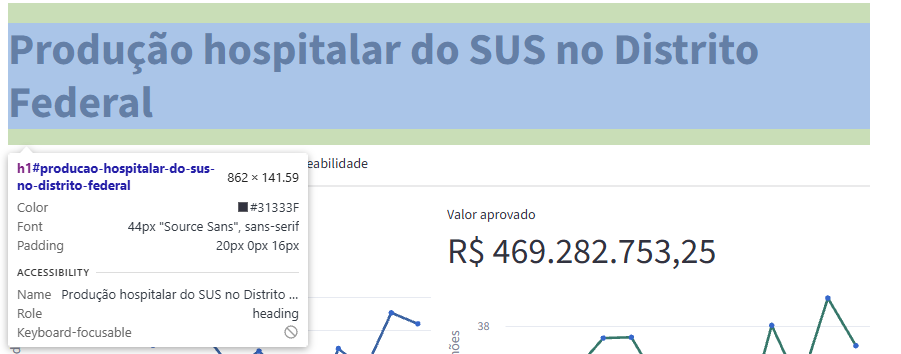 Produção hospitalar do SUS no Distrito
Federal
h1#producao-hospitalar-do-sus-
no-distrito-federal
862 × 141.59
Color
#31333F
Font
44px "Source Sans", sans-serif
Padding
20px 0px 16px
ACCESSIBILITY
Name
Produção hospitalar do SUS no Distrito ...
Role
heading
Keyboard-focusable
eabilidade
Valor aprovado
R$ 469.282.753,25
38